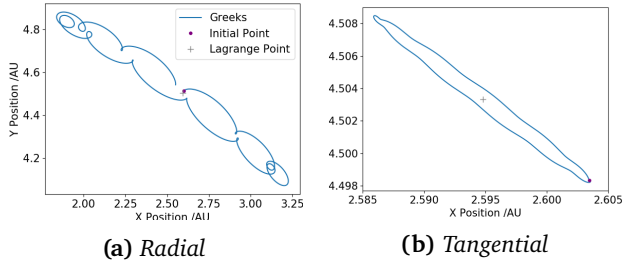 4.8
4.6
4.4
4.2
Y Position /AU
2.00 2.25 2.50 2.75 3.00 3.25
X Position /AU
Greeks
Initial Point
Lagrange Point
(a) Radial
4.508
4.506
4.504
4.502
4.500
4.498
2.585 2.590 2.595 2.600 2.605
X Position /AU
(b) Tangential